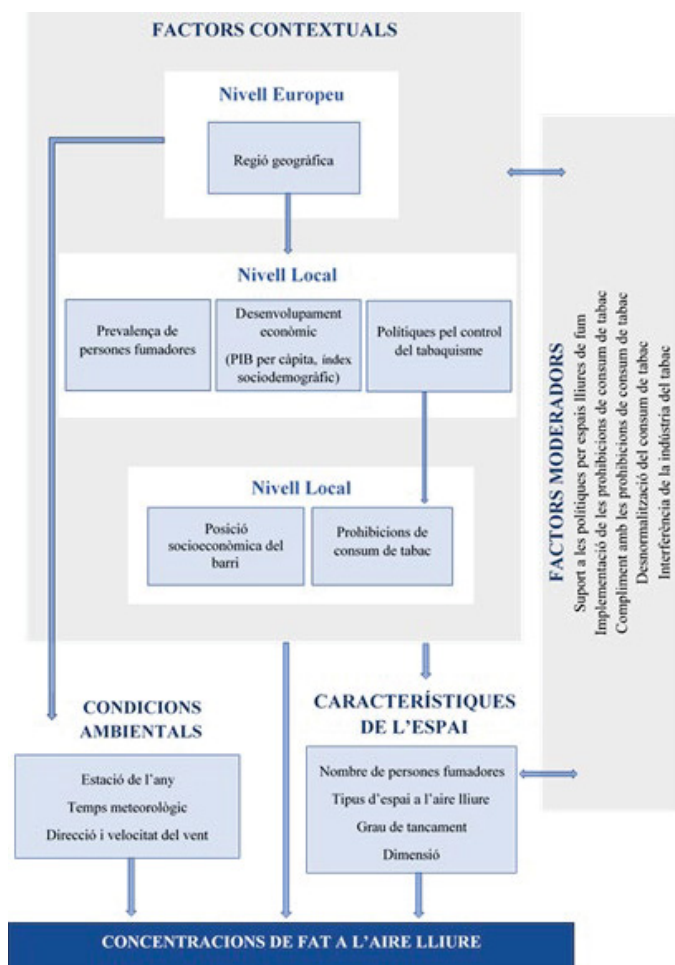 FACTORS CONTEXTUALS
Nivell Europeu
Regió geogràfica
Nivell Local
Prevalença de
persones fumadores
Desenvolupament
econòmic
(PIB per càpita, índex
sociodemogràfic)
Polítiques pel control
del tabaquisme
Nivell Local
Posició
socioeconòmica del
barri
Prohibicions de
consum de tabac
FACTORS MODERADORS
Suport a les polítiques per espais lliures de fum
Implementació de les prohibicions de consum de tabac
Compliment amb les prohibicions de consum de tabac
Desnormalització del consum de tabac
Interferència de la indústria del tabac
CONDICIONS
AMBIENTALS
Estació de l’any
Temps meteorològic
Direcció i velocitat del vent
CARACTERÍSTIQUES
DE L’ESPAI
Nombre de persones fumadores
Tipus d’espai a l’aire lliure
Grau de tancament
Dimensió
CONCENTRACIONS DE FAT A L’AIRE LLIURE